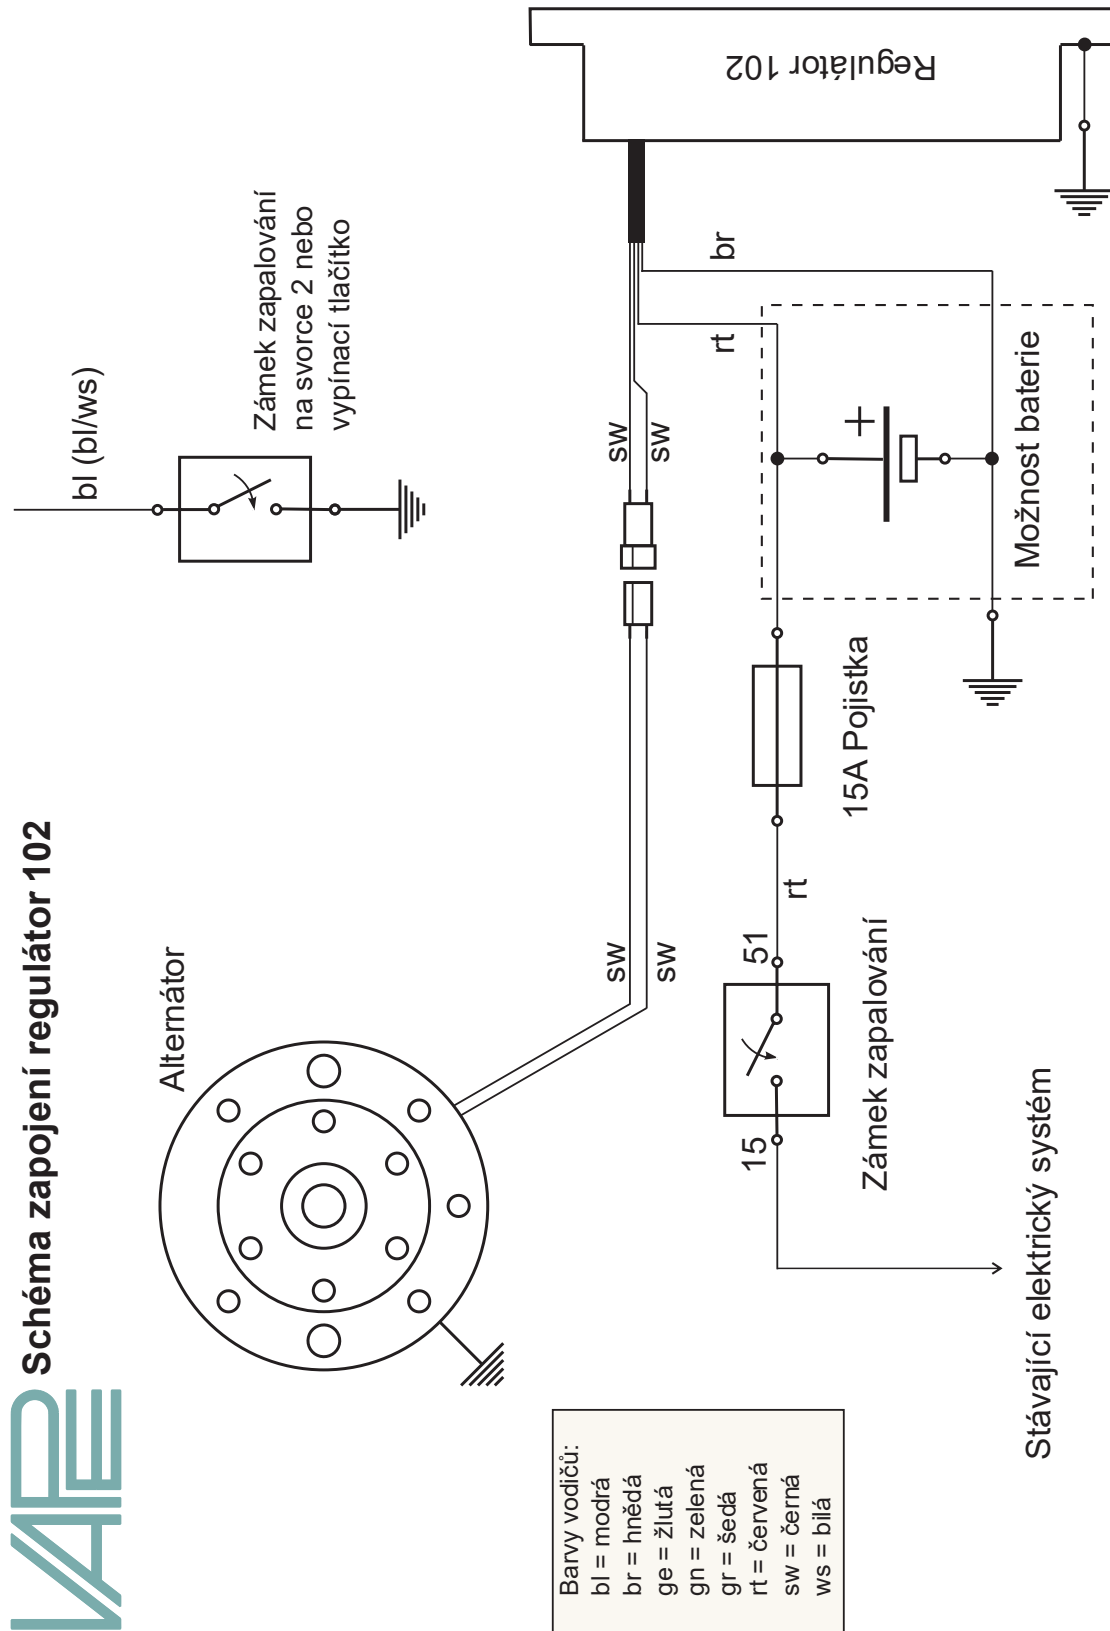 VAPE
Schéma zapojení regulátor 102
Alternátor
bl (bl/ws)
Zámek zapalování
na svorce 2 nebo
vypínací tlačítko
Regulátor 102
sw
sw
sw
sw
rt
br
15
51
rt
Zámek zapalování
15A Pojistka
+
Možnost baterie
Stávající elektrický systém
Barvy vodičů:
bl = modrá
br = hnědá
ge = žlutá
gn = zelená
gr = šedá
rt = červená
sw = černá
ws = bílá